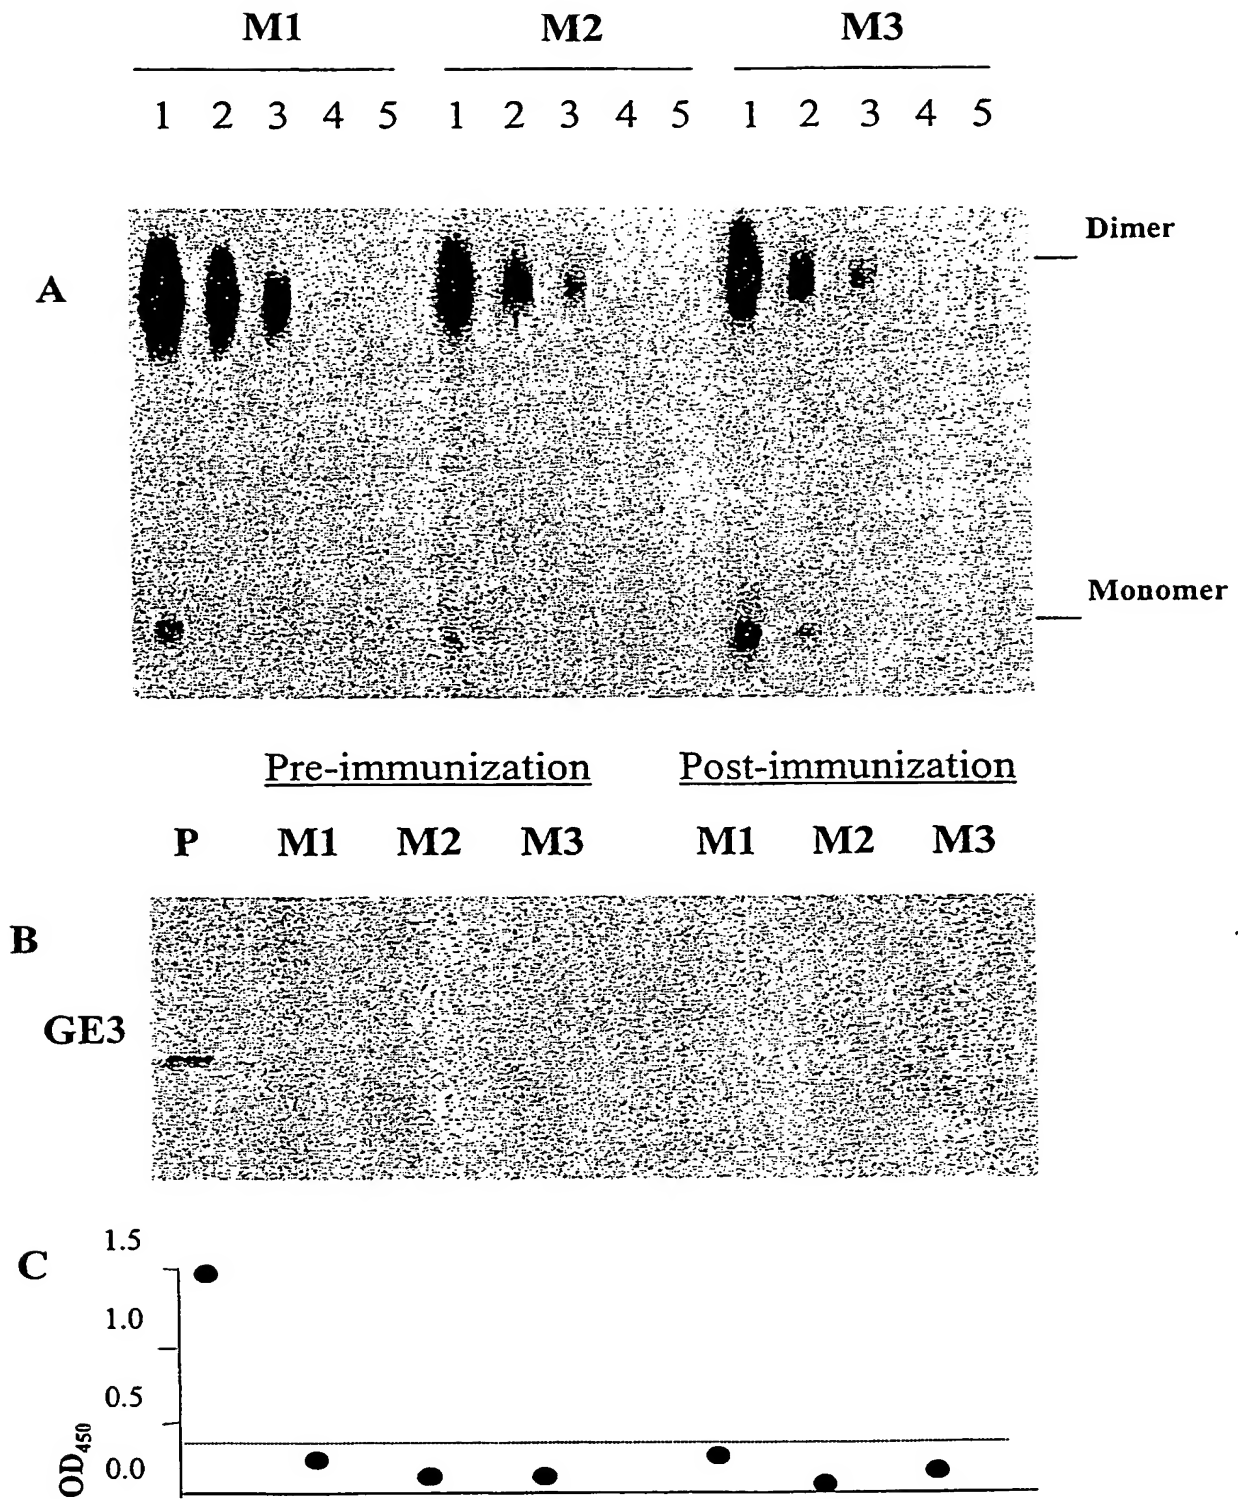 M1 M2 M3
1 2 3 4 5 1 2 3 4 5 1 2 3 4 5
Dimer
A
Monomer
Pre-immunization Post-immunization
P M1 M2 M3 M1 M2 M3
B
GE3
C
1.5
1.0
0.5
0.0
OD450